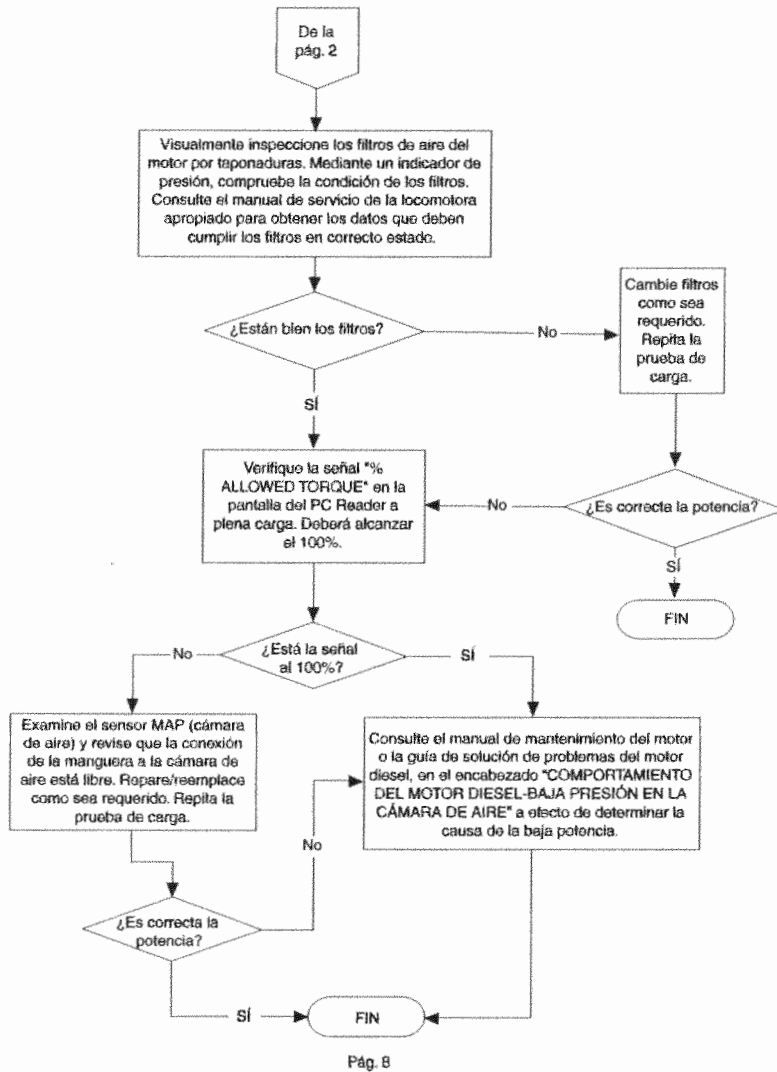 De la
pág. 2
Visualmente inspeccione los filtros de aire del
motor por taponaduras. Mediante un indicador de
presión, compruebe la condición de los filtros.
Consulte el manual de servicio de la locomotora
apropiado para obtener los datos que deben
cumplir los filtros en correcto estado.
¿Están bien los filtros?
No
Cambie filtros
como sea
requerido.
Repita la
prueba de
carga.
SÍ
Verifique la señal "%
ALLOWED TORQUE" en la
pantalla del PC Reader a
plena carga. Deberá alcanzar
el 100%.
No
¿Es correcta la potencia?
SÍ
FIN
¿Está la señal
al 100%?
No
SÍ
Examine el sensor MAP (cámara
de aire) y revise que la conexión
de la manguera a la cámara de
aire está libre. Repare/reemplace
como sea requerido. Repita la
prueba de carga.
Consulte el manual de mantenimiento del motor
o la guía de solución de problemas del motor
diesel, en el encabezado "COMPORTAMIENTO
DEL MOTOR DIESEL-BAJA PRESIÓN EN LA
CÁMARA DE AIRE" a efecto de determinar la
causa de la baja potencia.
No
¿Es correcta la
potencia?
SÍ
FIN
Pág. 8